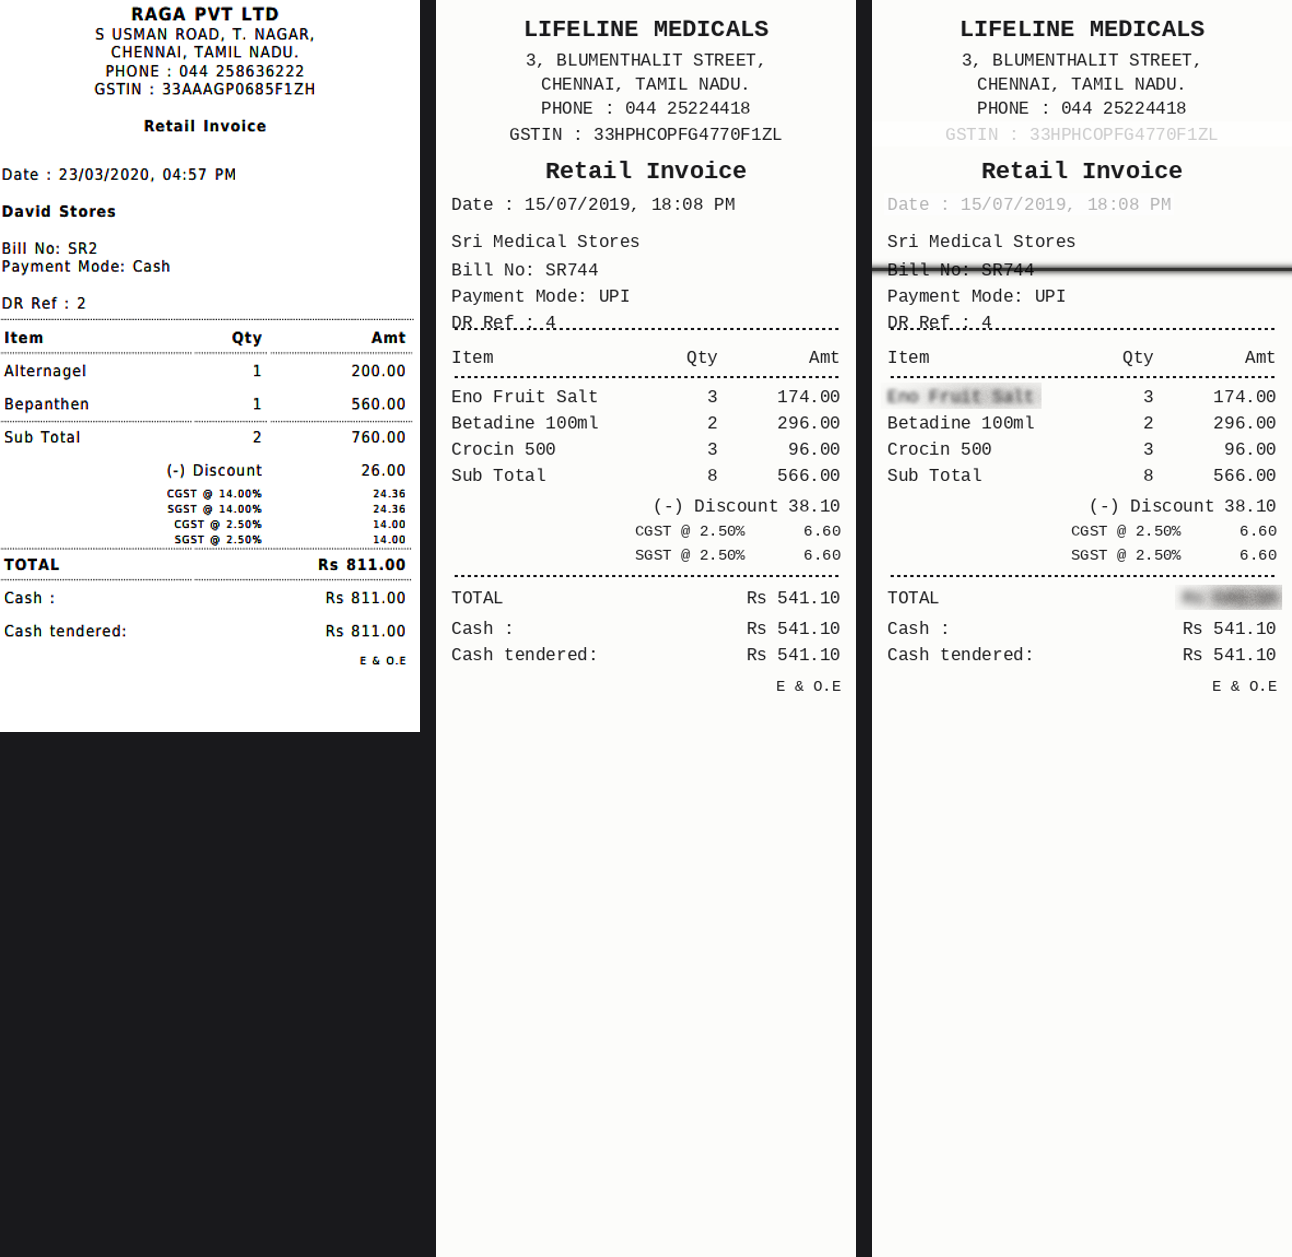 RAGA PVT LTD
S USMAN ROAD, T. NAGAR,
CHENNAI, TAMIL NADU.
PHONE : 044 258636222
GSTIN : 33AAAGP0685F1ZH
Retail Invoice
Date : 23/03/2020, 04:57 PM
David Stores
Bill No: SR2
Payment Mode: Cash
DR Ref : 2
Item Qty Amt
Alternagel 1 200.00
Bepanthen 1 560.00
Sub Total 2 760.00
(-) Discount 26.00
CGST @ 14.00% 24.36
SGST @ 14.00% 24.36
CGST @ 2.50% 14.00
SGST @ 2.50% 14.00
TOTAL Rs 811.00
Cash : Rs 811.00
Cash tendered: Rs 811.00
E & O.E
LIFELINE MEDICALS
3, BLUMENTHALIT STREET,
CHENNAI, TAMIL NADU.
PHONE : 044 25224418
GSTIN : 33HPHCOPFG4770F1ZL
Retail Invoice
Date : 15/07/2019, 18:08 PM
Sri Medical Stores
Bill No: SR744
Payment Mode: UPI
DR Ref : 4
Item Qty Amt
Eno Fruit Salt 3 174.00
Betadine 100ml 2 296.00
Crocin 500 3 96.00
Sub Total 8 566.00
(-) Discount 38.10
CGST @ 2.50% 6.60
SGST @ 2.50% 6.60
TOTAL Rs 541.10
Cash : Rs 541.10
Cash tendered: Rs 541.10
E & O.E
LIFELINE MEDICALS
3, BLUMENTHALIT STREET,
CHENNAI, TAMIL NADU.
PHONE : 044 25224418
GSTIN : 33HPHCOPFG4770F1ZL
Retail Invoice
Date : 15/07/2019, 18:08 PM
Sri Medical Stores
Bill No: SR744
Payment Mode: UPI
DR Ref : 4
Item Qty Amt
Eno Fruit Salt 3 174.00
Betadine 100ml 2 296.00
Crocin 500 3 96.00
Sub Total 8 566.00
(-) Discount 38.10
CGST @ 2.50% 6.60
SGST @ 2.50% 6.60
TOTAL
Cash : Rs 541.10
Cash tendered: Rs 541.10
E & O.E